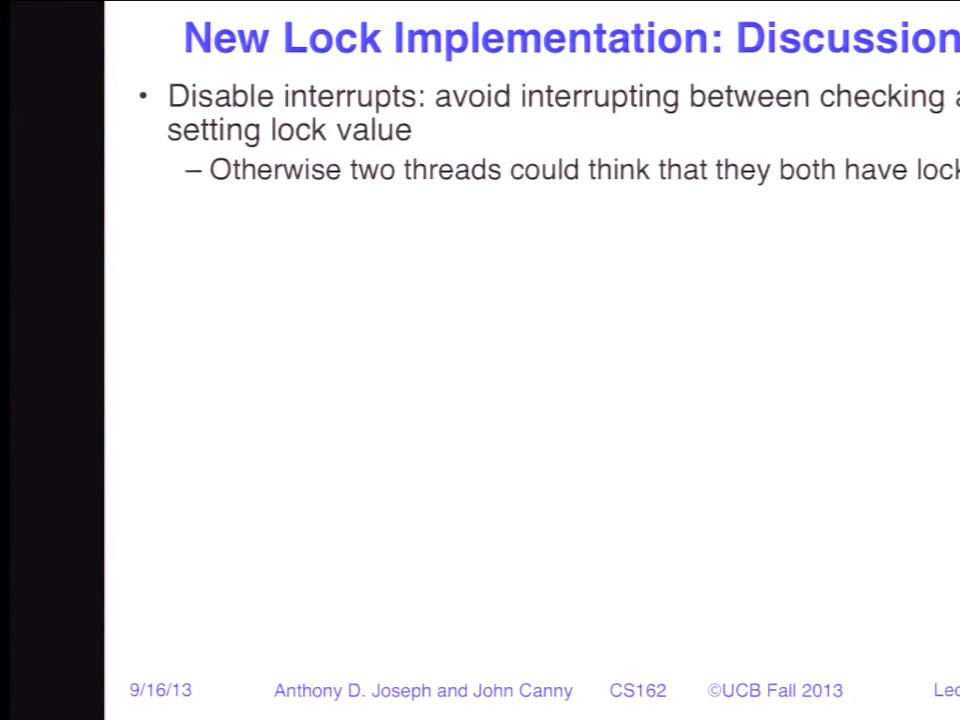 New Lock Implementation: Discussion
• Disable interrupts: avoid interrupting between checking
setting lock value
– Otherwise two threads could think that they both have lock
9/16/13 Anthony D. Joseph and John Canny CS162 ©UCB Fall 2013